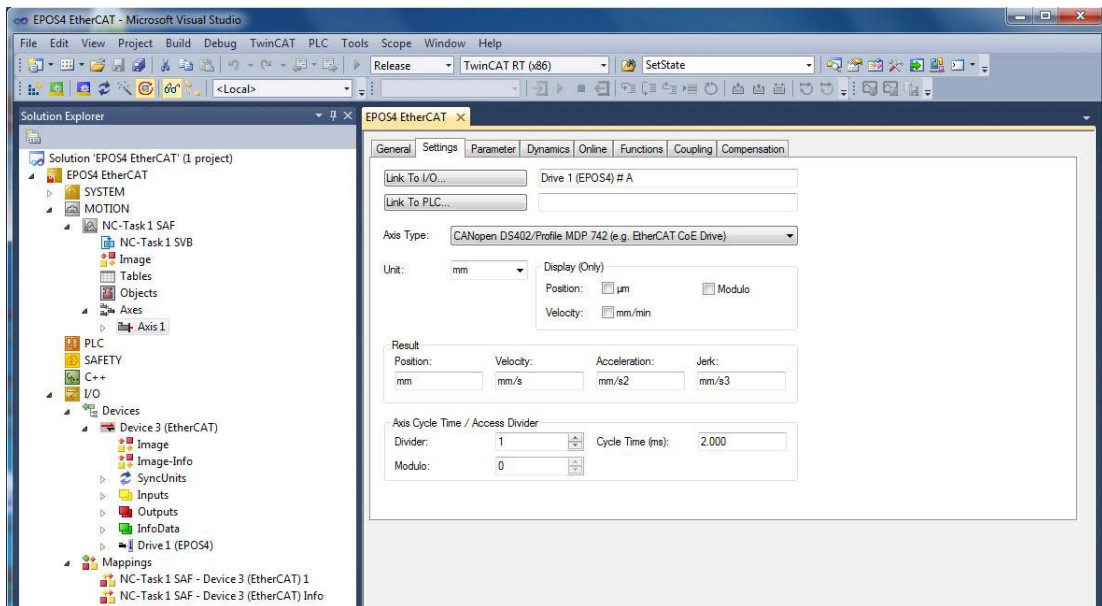 EPOS4 EtherCAT - Microsoft Visual Studio
File Edit View Project Build Debug TwinCAT PLC Tools Scope Window Help
Release TwinCAT RT (x86) SetState
<Local>
Solution Explorer
EPOS4 EtherCAT
Solution 'EPOS4 EtherCAT' (1 project)
EPOS4 EtherCAT
SYSTEM
MOTION
NC-Task 1 SAF
NC-Task 1 SVB
Image
Tables
Objects
Axes
Axis 1
PLC
SAFETY
C++
I/O
Devices
Device 3 (EtherCAT)
Image
Image-Info
SyncUnits
Inputs
Outputs
InfoData
Drive 1 (EPOS4)
Mappings
NC-Task 1 SAF - Device 3 (EtherCAT) 1
NC-Task 1 SAF - Device 3 (EtherCAT) Info
General Settings Parameter Dynamics Online Functions Coupling Compensation
Link To I/O... Drive 1 (EPOS4) # A
Link To PLC...
Axis Type: CANopen DS402/Profile MDP 742 (e.g. EtherCAT CoE Drive)
Unit: mm Display (Only)
Position: µm Modulo
Velocity: mm/min
Result
Position: Velocity: Acceleration: Jerk:
mm mm/s mm/s2 mm/s3
Axis Cycle Time / Access Divider
Divider: 1 Cycle Time (ms): 2.000
Modulo: 0